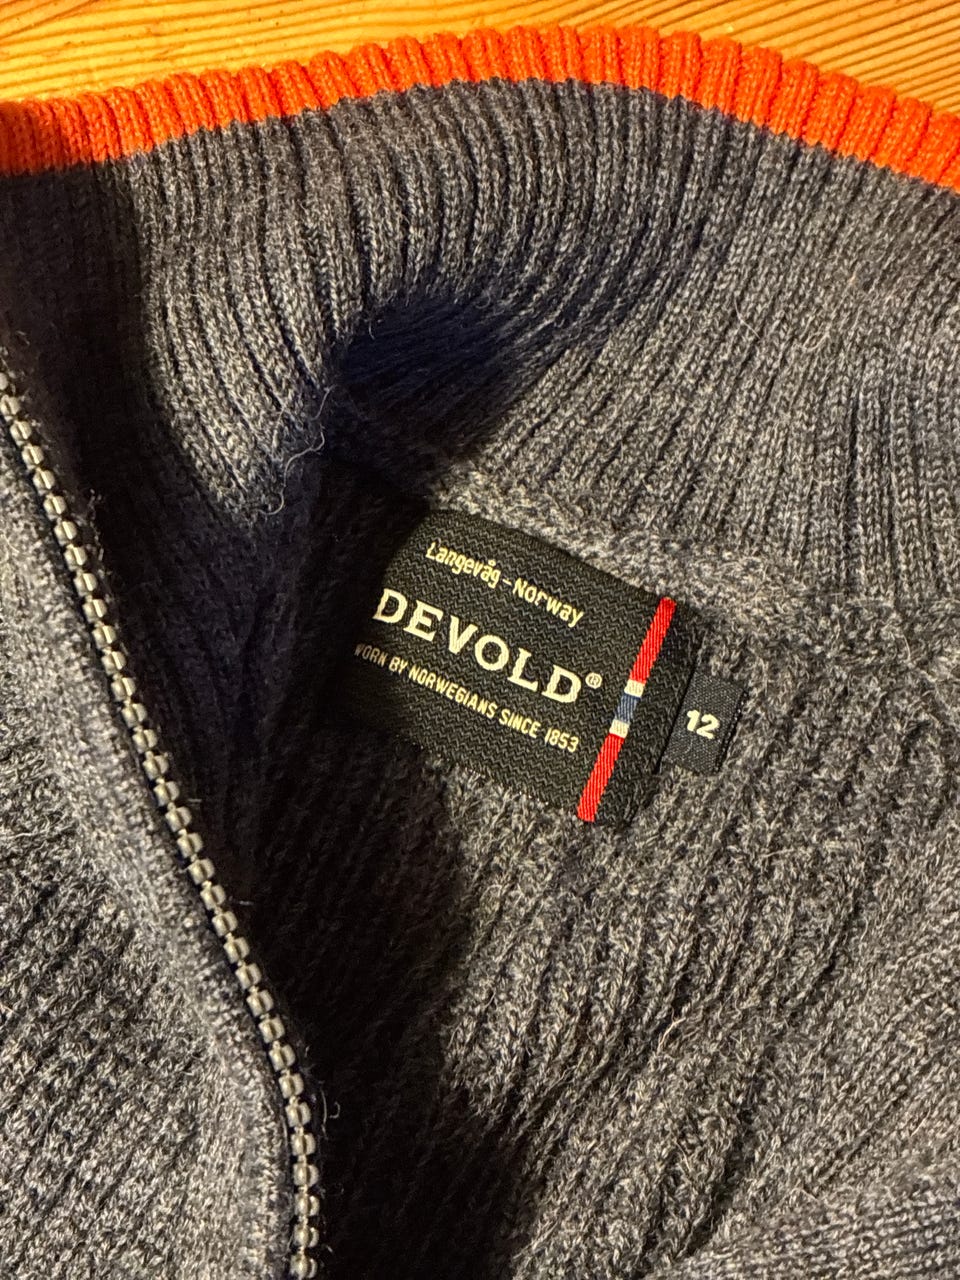 Langevåg – Norway
DEVOLD®
WORN BY NORWEGIANS SINCE 1853
12